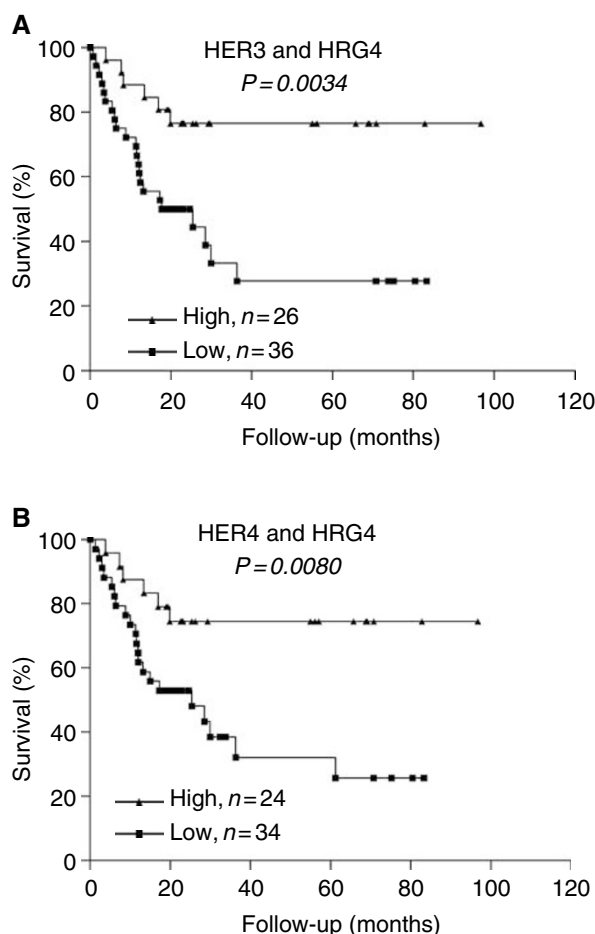 A
HER3 and HRG4
P=0.0034
100
80
60
40
20
0
Survival (%)
High, n=26
Low, n=36
0 20 40 60 80 100 120
Follow-up (months)
B
HER4 and HRG4
P=0.0080
100
80
60
40
20
0
Survival (%)
High, n=24
Low, n=34
0 20 40 60 80 100 120
Follow-up (months)